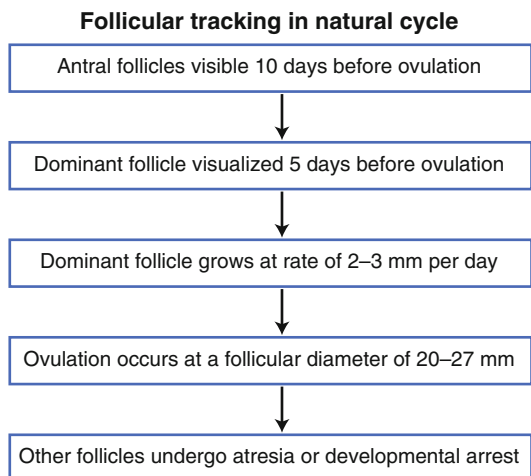 Follicular tracking in natural cycle
Antral follicles visible 10 days before ovulation
Dominant follicle visualized 5 days before ovulation
Dominant follicle grows at rate of 2–3 mm per day
Ovulation occurs at a follicular diameter of 20–27 mm
Other follicles undergo atresia or developmental arrest